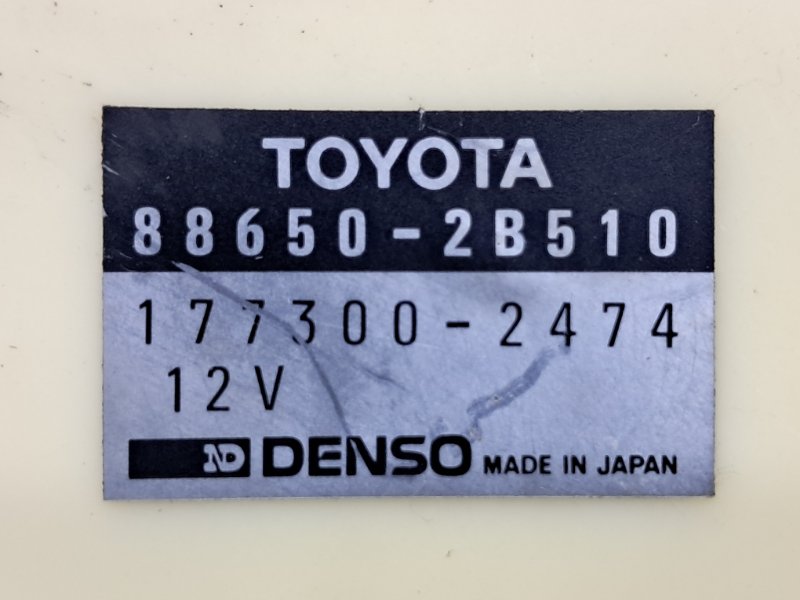 TOYOTA
88650-2B510
177300-2474
12V
ND DENSO MADE IN JAPAN